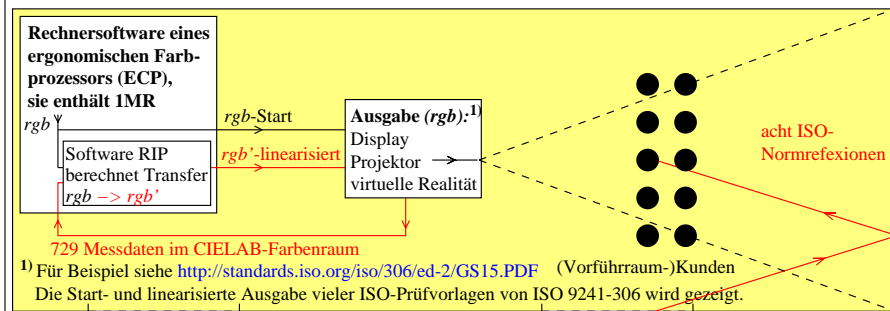 Rechnersoftware eines
ergonomischen Farb-
prozessors (ECP),
sie enthält 1MR
rgb
rgb-Start
Software RIP
berechnet Transfer
rgb –> rgb’
rgb’-linearisiert
Ausgabe (rgb):1)
Display
Projektor
virtuelle Realität
acht ISO-
Normrefexionen
729 Messdaten im CIELAB-Farbenraum
1) Für Beispiel siehe http://standards.iso.org/iso/306/ed-2/GS15.PDF
(Vorführraum-)Kunden
Die Start- und linearisierte Ausgabe vieler ISO-Prüfvorlagen von ISO 9241-306 wird gezeigt.